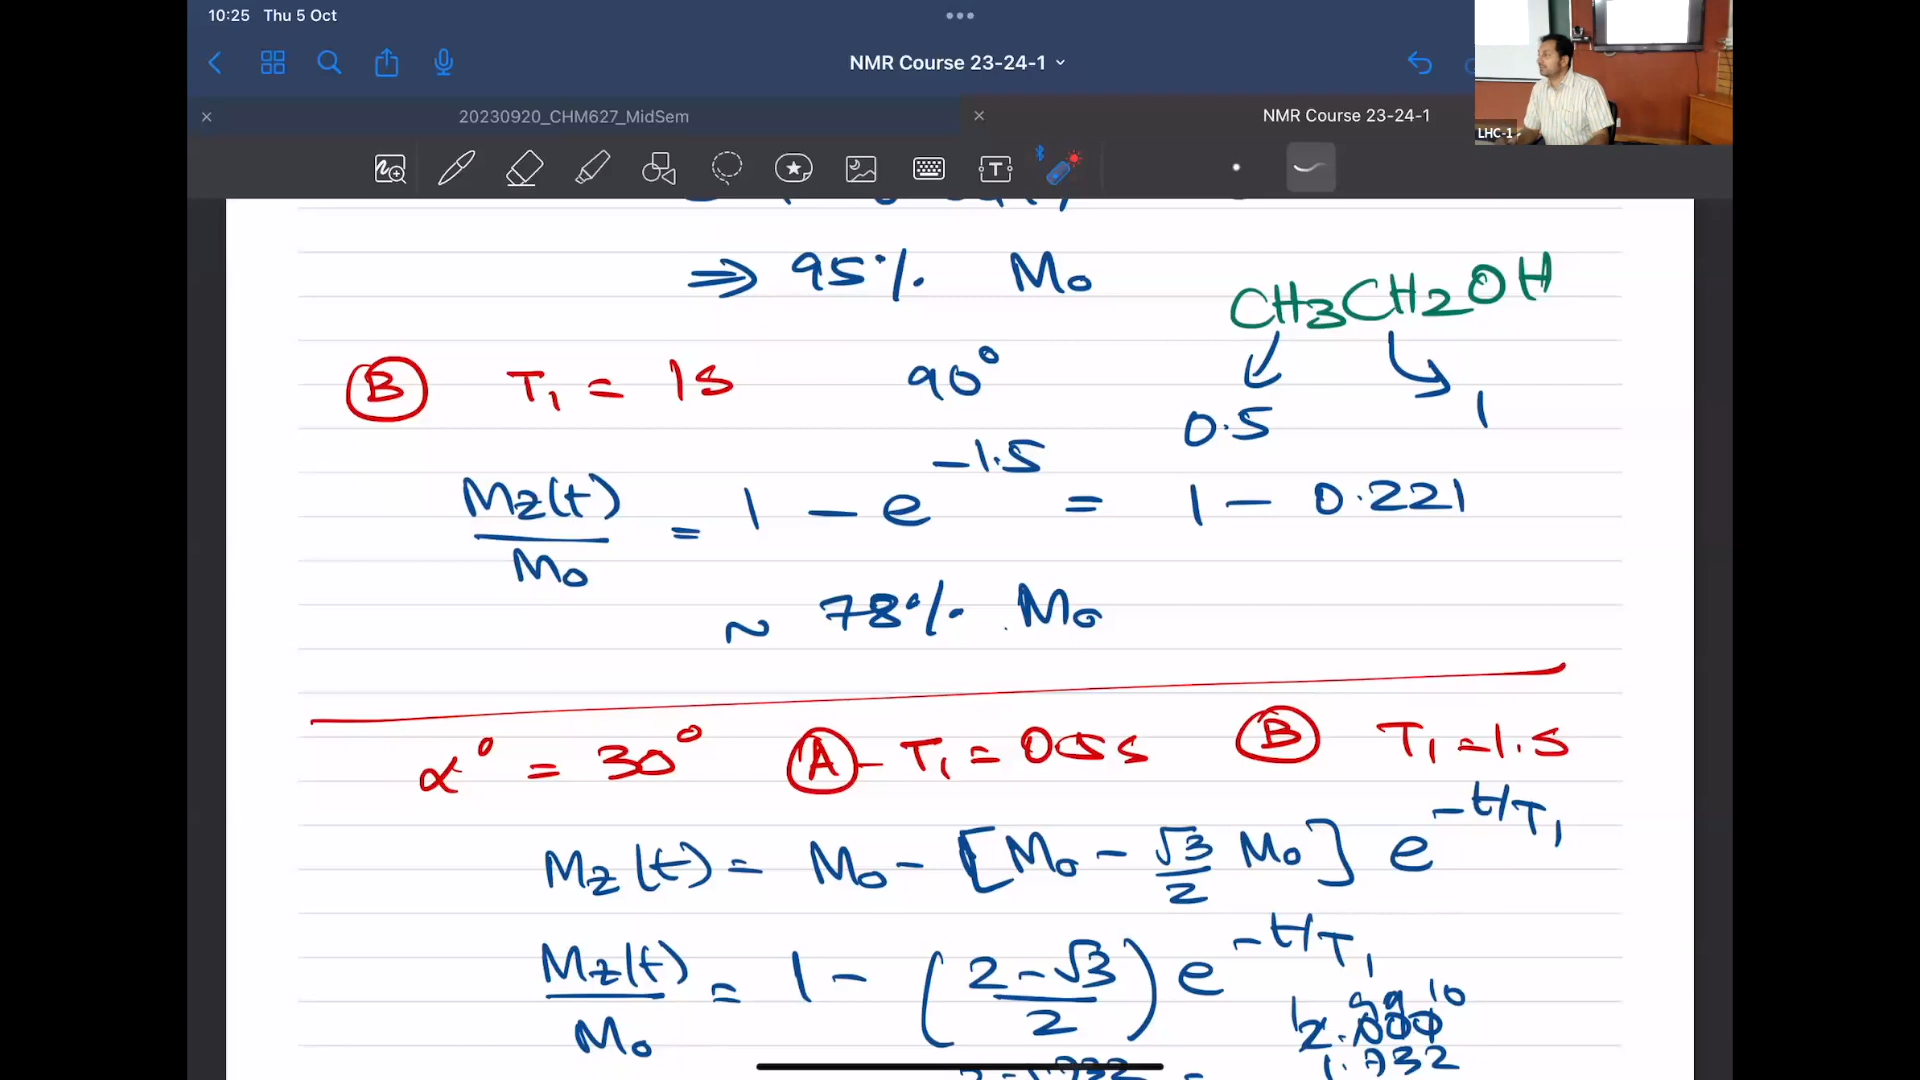 10:25 Thu 5 Oct
NMR Course 23-24-1
LHC-1
20230920_CHM627_MidSem
NMR Course 23-24-1
⇒ 95% M₀
CH3CH2OH
0.5 1
B T₁ = 1s 90°
Mz(t)/M₀ = 1 - e^-1.5 = 1 - 0.221
~ 78% M₀
α° = 30° A - T₁ = 0.5s B T₁ = 1.s
Mz(t) = M₀ - [M₀ - √3/2 M₀] e^-t/T₁
Mz(t)/M₀ = 1 - (2-√3/2) e^-t/T₁
2.000
1.732